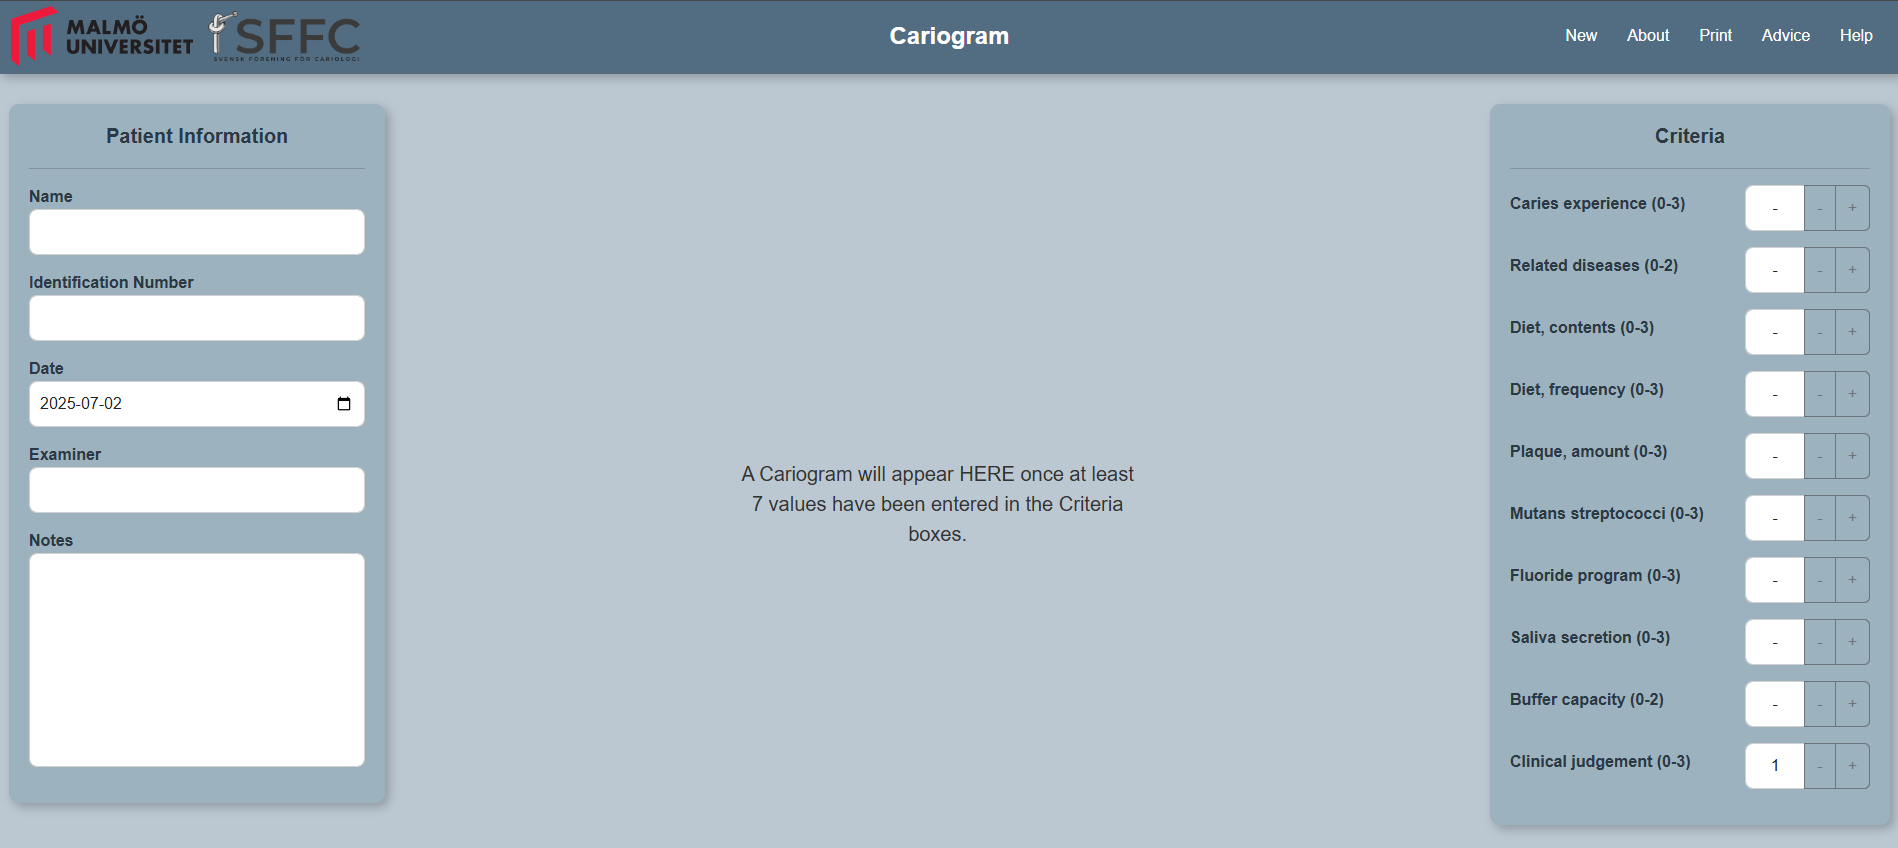 MALMÖ
UNIVERSITET
SFFC
SVENSK FÖRENING FÖR CARIOLOGI
Cariogram
New
About
Print
Advice
Help
Patient Information
Name
Identification Number
Date
2025-07-02
Examiner
Notes
A Cariogram will appear HERE once at least
7 values have been entered in the Criteria
boxes.
Criteria
Caries experience (0-3) - - +
Related diseases (0-2) - - +
Diet, contents (0-3) - - +
Diet, frequency (0-3) - - +
Plaque, amount (0-3) - - +
Mutans streptococci (0-3) - - +
Fluoride program (0-3) - - +
Saliva secretion (0-3) - - +
Buffer capacity (0-2) - - +
Clinical judgement (0-3) 1 - +